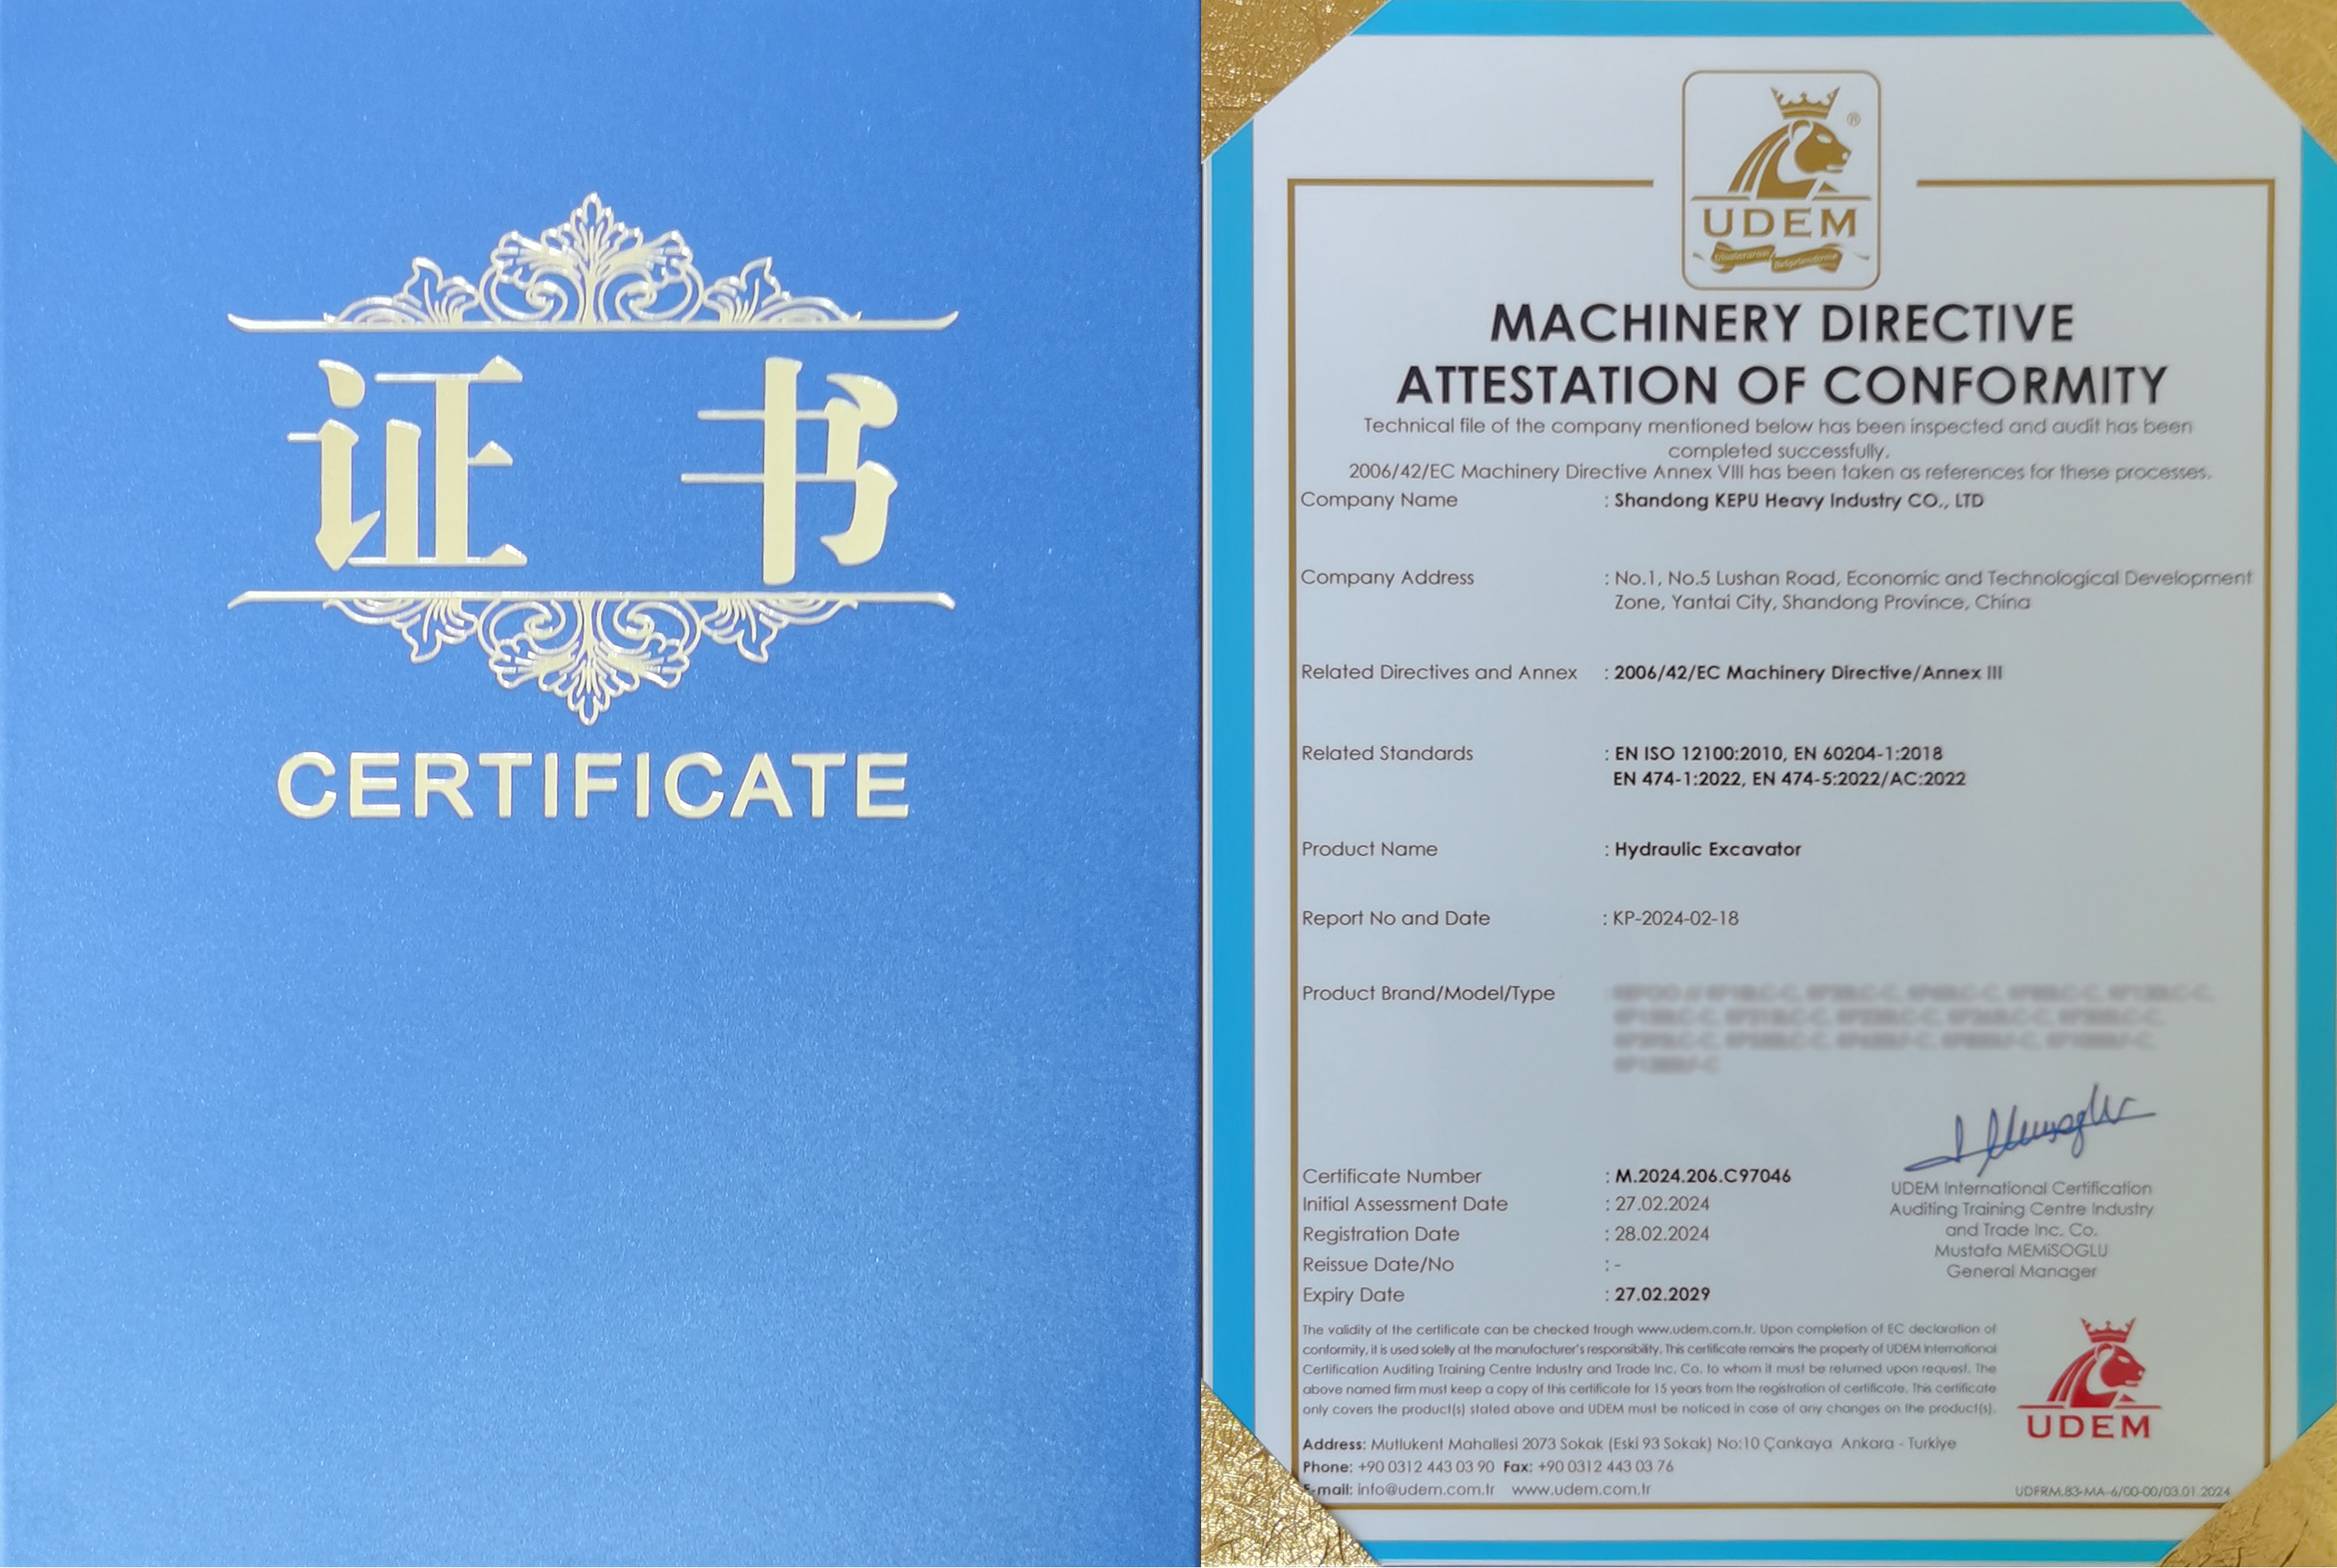 证 书
CERTIFICATE
UDEM
MACHINERY DIRECTIVE
ATTESTATION OF CONFORMITY
Technical file of the company mentioned below has been inspected and audit has been
completed successfully.
2006/42/EC Machinery Directive Annex VIII has been taken as references for these processes.
Company Name : Shandong KEPU Heavy Industry CO., LTD
Company Address : No.1, No.5 Lushan Road, Economic and Technological Development
Zone, Yantai City, Shandong Province, China
Related Directives and Annex : 2006/42/EC Machinery Directive/Annex III
Related Standards : EN ISO 12100:2010, EN 60204-1:2018
EN 474-1:2022, EN 474-5:2022/AC:2022
Product Name : Hydraulic Excavator
Report No and Date : KP-2024-02-18
Product Brand/Model/Type
Certificate Number : M.2024.206.C97046
Initial Assessment Date : 27.02.2024
Registration Date : 28.02.2024
Reissue Date/No : -
Expiry Date : 27.02.2029
UDEM International Certification
Auditing Training Centre Industry
and Trade Inc. Co.
Mustafa MEMiSOGLU
General Manager
The validity of the certificate can be checked trough www.udem.com.tr. Upon completion of EC declaration of
conformity, it is used solelly at the manufacturer's responsibility. This certificate remains the property of UDEM International
Certification Auditing Training Centre Industry and Trade Inc. Co. to whom it must be returned upon request. The
above named firm must keep a copy of this certificate for 15 years from the registration of certificate. This certificate
only covers the product(s) stated above and UDEM must be noticed in case of any changes on the product(s).
UDEM
Address: Mutlukent Mahallesi 2073 Sokak (Eski 93 Sokak) No:10 Çankaya Ankara - Turkiye
Phone: +90 0312 443 03 90 Fax: +90 0312 443 03 76
E-mail: info@udem.com.tr www.udem.com.tr
UDFRM.83-MA-6/00-00/03.01.2024